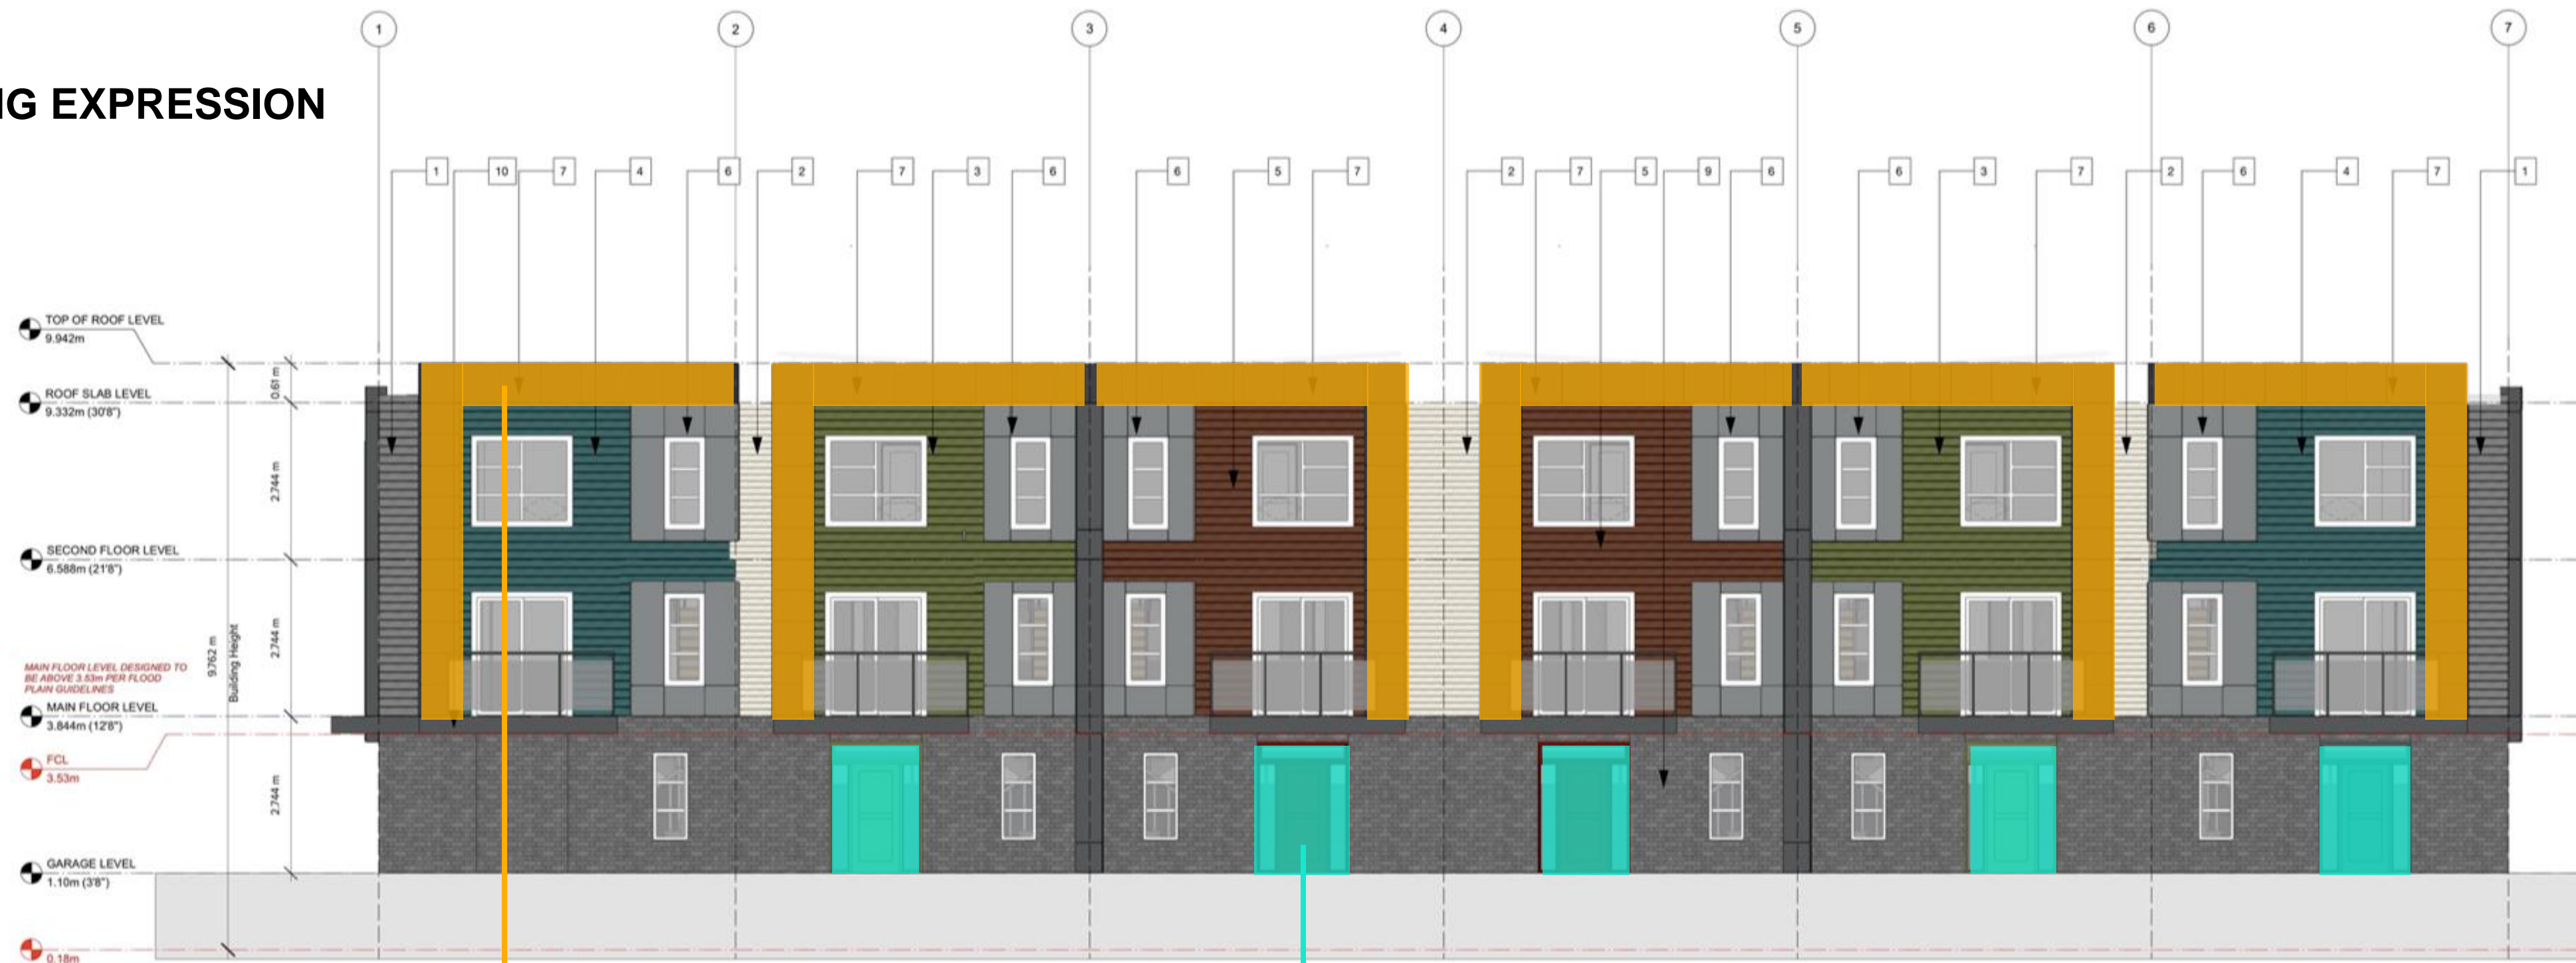 1 2 3 4 5 6 7
NG EXPRESSION
1 10 7 4 6 2 7 3 6 6 5 7 2 7 5 9 6 6 3 7 2 6 4 7 1
TOP OF ROOF LEVEL
9.942m
0.61 m
ROOF SLAB LEVEL
9.332m (30'8")
2.744 m
SECOND FLOOR LEVEL
6.588m (21'8")
2.744 m
9.762 m
Building Height
MAIN FLOOR LEVEL DESIGNED TO
BE ABOVE 3.53m PER FLOOD
PLAIN GUIDELINES
MAIN FLOOR LEVEL
3.844m (12'8")
FCL
3.53m
2.744 m
GARAGE LEVEL
1.10m (3'8")
0.18m